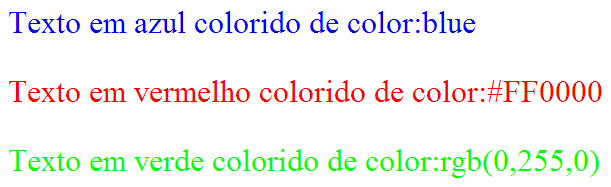 Texto em azul colorido de color:blue
Texto em vermelho colorido de color:#FF0000
Texto em verde colorido de color:rgb(0,255,0)